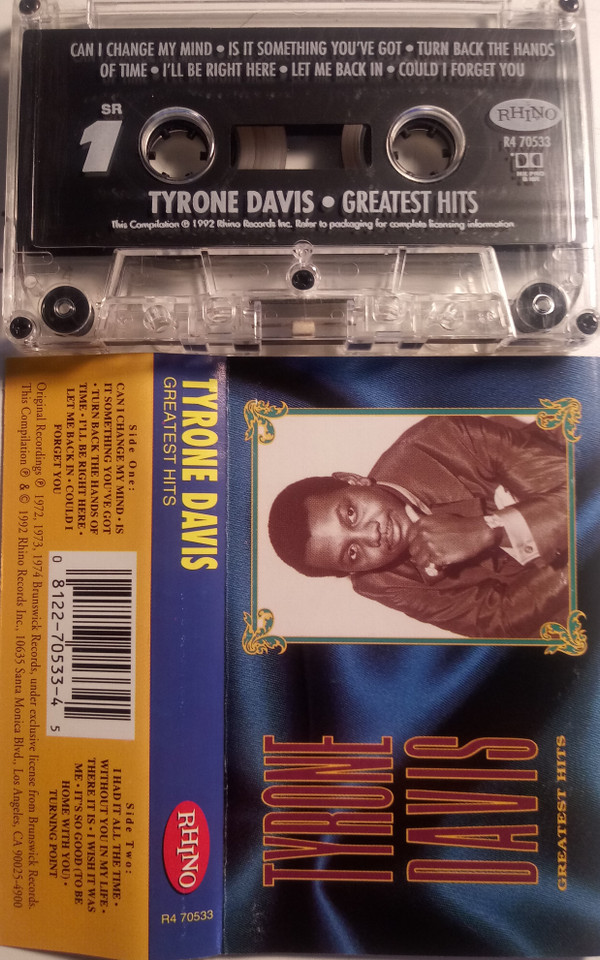 CAN I CHANGE MY MIND • IS IT SOMETHING YOU'VE GOT • TURN BACK THE HANDS
OF TIME • I'LL BE RIGHT HERE • LET ME BACK IN • COULD I FORGET YOU
SR
1
RHINO
R4 70533
TYRONE DAVIS • GREATEST HITS
This Compilation ℗ 1992 Rhino Records Inc. Refer to packaging for complete licensing information.
TYRONE
DAVIS
GREATEST HITS
TYRONE DAVIS
GREATEST HITS
RHINO
R4 70533
Side One:
CAN I CHANGE MY MIND • IS
IT SOMETHING YOU'VE GOT
• TURN BACK THE HANDS OF
TIME • I'LL BE RIGHT HERE •
LET ME BACK IN • COULD I
FORGET YOU
0 8122-70533-4 5
Side Two:
I HAD IT ALL THE TIME •
WITHOUT YOU IN MY LIFE •
THERE IT IS • I WISH IT WAS
ME • IT'S SO GOOD (TO BE
HOME WITH YOU) •
TURNING POINT
Original Recordings ℗ 1972, 1973, 1974 Brunswick Records, under exclusive license from Brunswick Records.
This Compilation ℗ & © 1992 Rhino Records Inc., 10635 Santa Monica Blvd., Los Angeles, CA 90025-4900